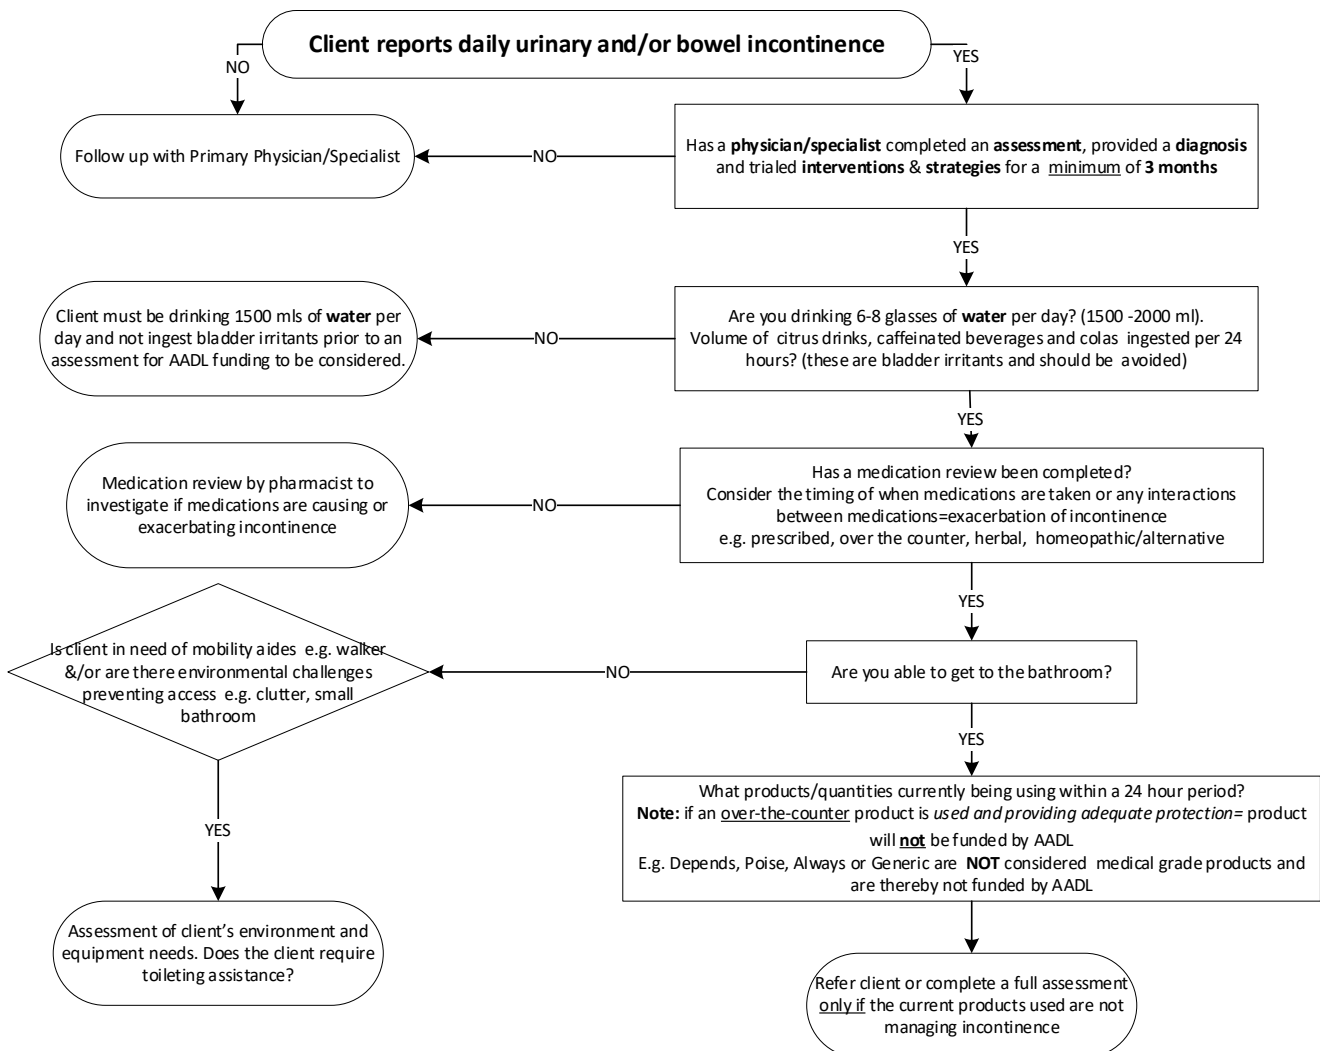 Client reports daily urinary and/or bowel incontinence
NO
YES
Follow up with Primary Physician/Specialist
NO
Has a physician/specialist completed an assessment, provided a diagnosis
and trialed interventions & strategies for a minimum of 3 months
YES
Client must be drinking 1500 mls of water per
day and not ingest bladder irritants prior to an
assessment for AADL funding to be considered.
NO
Are you drinking 6-8 glasses of water per day? (1500 -2000 ml).
Volume of citrus drinks, caffeinated beverages and colas ingested per 24
hours? (these are bladder irritants and should be avoided)
YES
Medication review by pharmacist to
investigate if medications are causing or
exacerbating incontinence
NO
Has a medication review been completed?
Consider the timing of when medications are taken or any interactions
between medications=exacerbation of incontinence
e.g. prescribed, over the counter, herbal, homeopathic/alternative
YES
Is client in need of mobility aides e.g. walker
&/or are there environmental challenges
preventing access e.g. clutter, small
bathroom
NO
Are you able to get to the bathroom?
YES
YES
What products/quantities currently being using within a 24 hour period?
Note: if an over-the-counter product is used and providing adequate protection= product
will not be funded by AADL
E.g. Depends, Poise, Always or Generic are NOT considered medical grade products and
are thereby not funded by AADL
Assessment of client’s environment and
equipment needs. Does the client require
toileting assistance?
Refer client or complete a full assessment
only if the current products used are not
managing incontinence